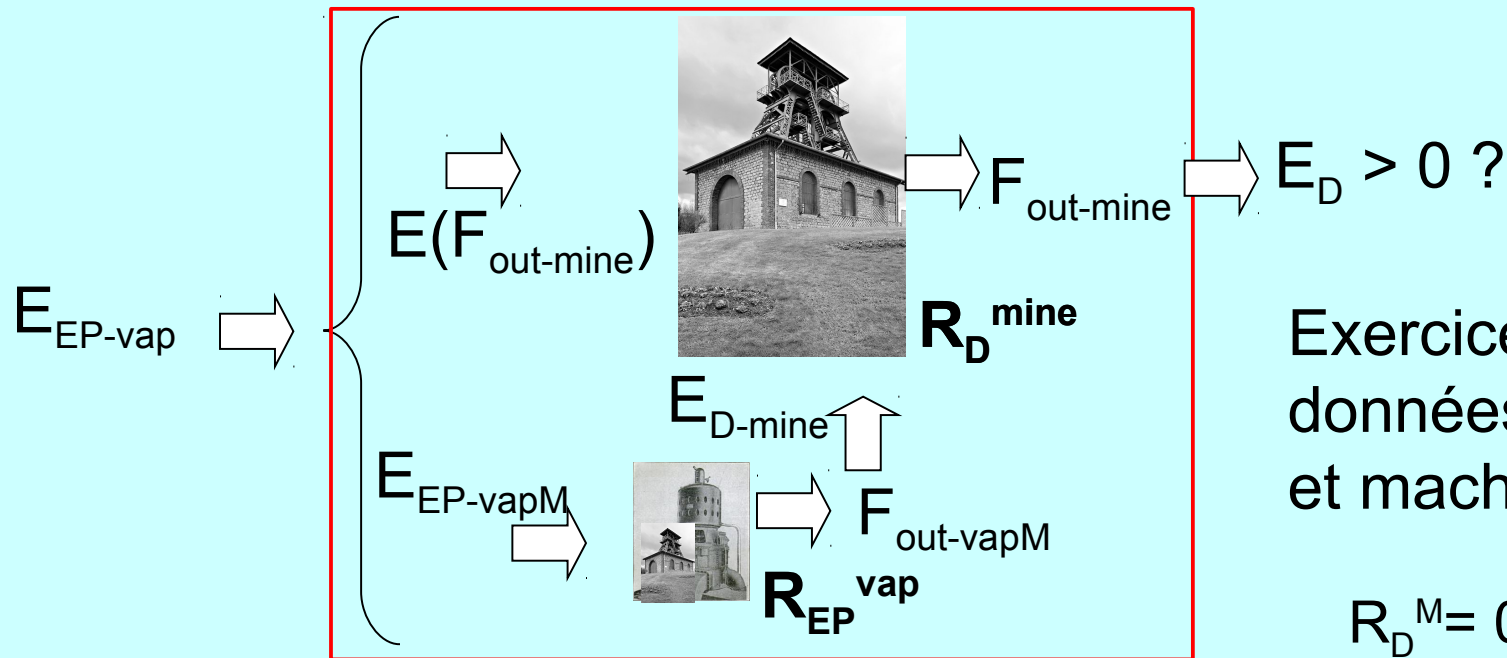 E_EP-vap
E(F_out-mine)
F_out-mine
E_D > 0 ?
R_D^mine
E_D-mine
E_EP-vapM
F_out-vapM
R_EP^vap
Exercice
données
et mach
R_D^M=